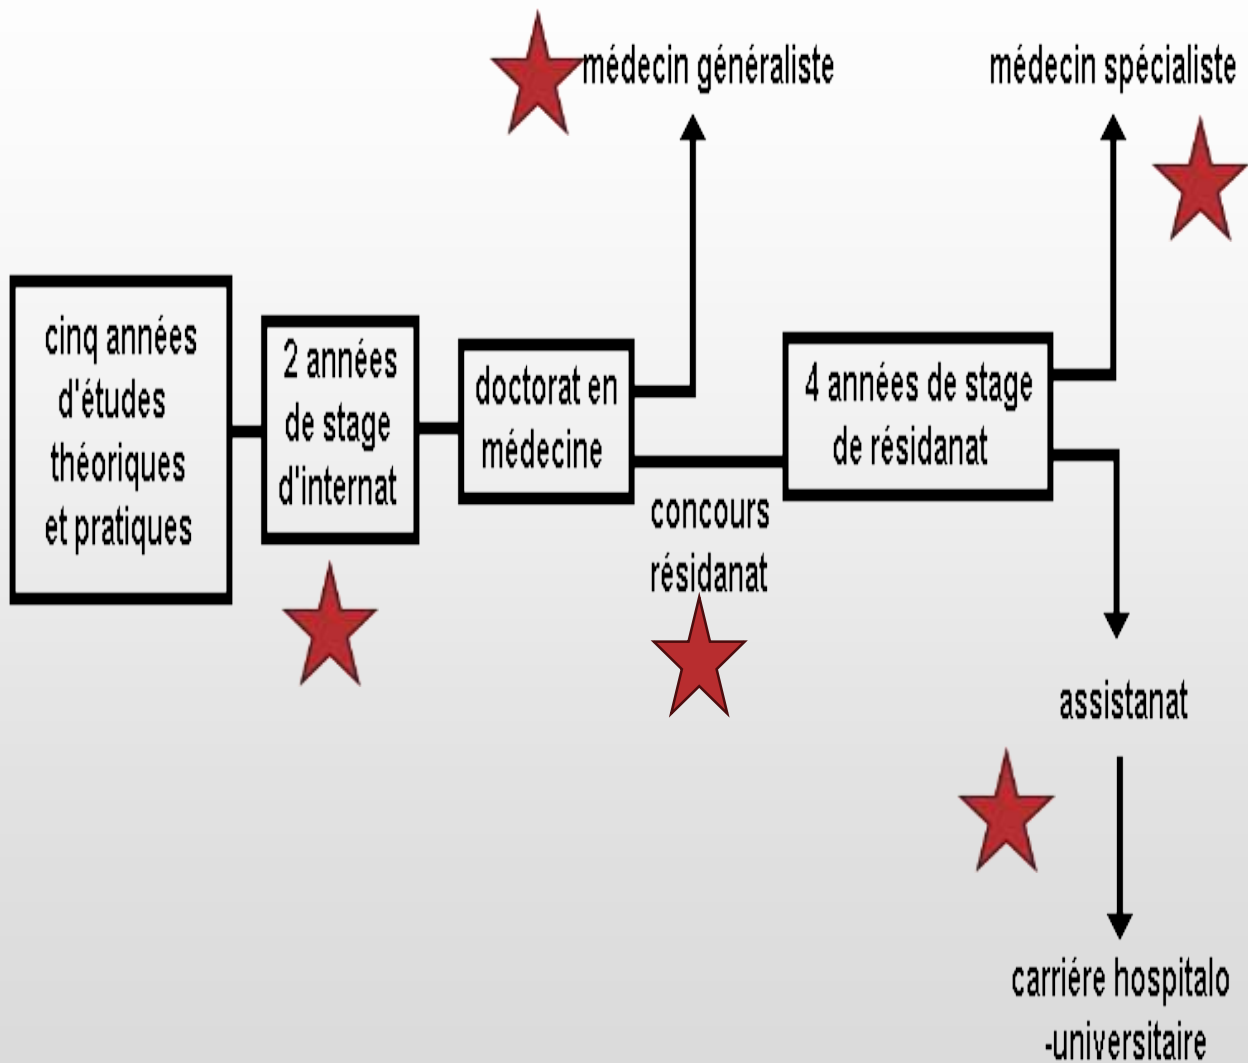 médecin généraliste
médecin spécialiste
cinq années
d'études
théoriques
et pratiques
2 années
de stage
d'internat
doctorat en
médecine
concours
résidanat
4 années de stage
de résidanat
assistanat
carriére hospitalo
-universitaire